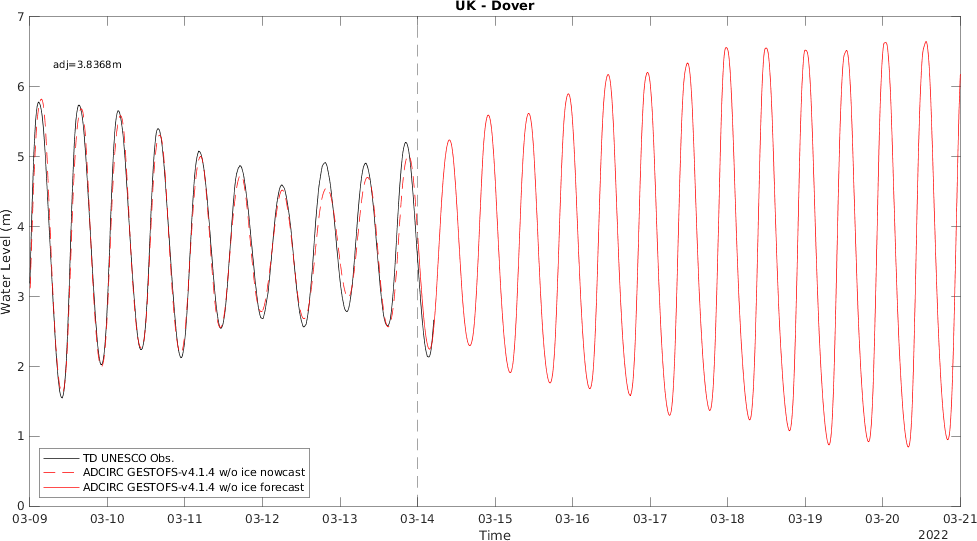 UK - Dover
7
adj=3.8368m
6
5
4
3
2
1
0
Water Level (m)
TD UNESCO Obs.
ADCIRC GESTOFS-v4.1.4 w/o ice nowcast
ADCIRC GESTOFS-v4.1.4 w/o ice forecast
03-09 03-10 03-11 03-12 03-13 03-14 03-15 03-16 03-17 03-18 03-19 03-20 03-21
Time
2022